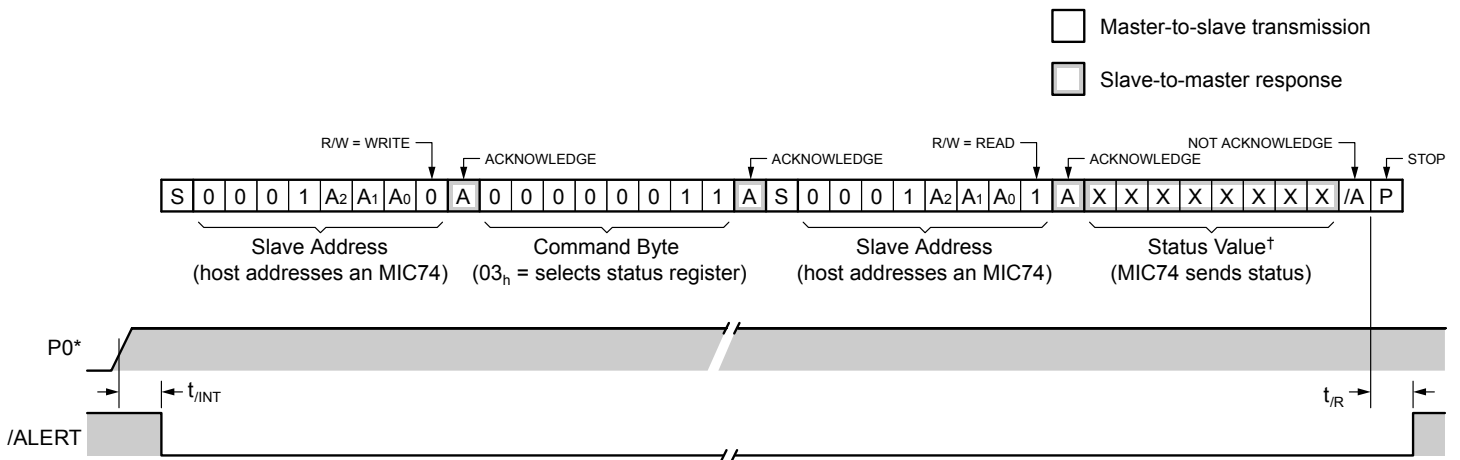 Master-to-slave transmission
Slave-to-master response
R/W = WRITE
ACKNOWLEDGE
ACKNOWLEDGE
R/W = READ
ACKNOWLEDGE
NOT ACKNOWLEDGE
STOP
S 0 0 0 1 A2 A1 A0 0 A 0 0 0 0 0 0 1 1 A S 0 0 0 1 A2 A1 A0 1 A X X X X X X X X /A P
Slave Address
(host addresses an MIC74)
Command Byte
(03h = selects status register)
Slave Address
(host addresses an MIC74)
Status Value†
(MIC74 sends status)
P0*
t/INT
t/R
/ALERT